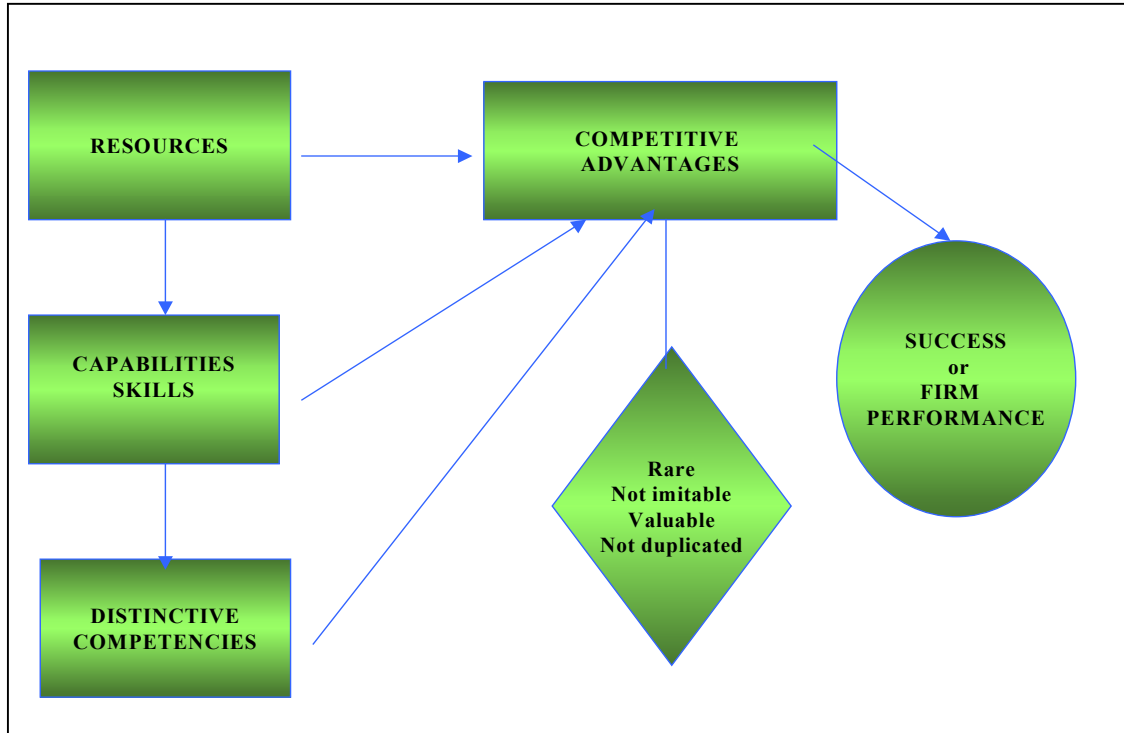 RESOURCES
COMPETITIVE
ADVANTAGES
CAPABILITIES
SKILLS
SUCCESS
or
FIRM
PERFORMANCE
Rare
Not imitable
Valuable
Not duplicated
DISTINCTIVE
COMPETENCIES